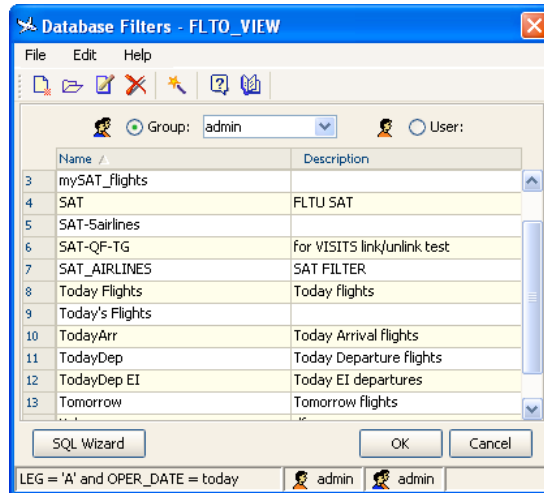 Database Filters - FLTO_VIEW
File Edit Help
Group: admin User:
Name Description
3 mySAT_flights
4 SAT FLTU SAT
5 SAT-5airlines
6 SAT-QF-TG for VISITS link/unlink test
7 SAT_AIRLINES SAT FILTER
8 Today Flights Today flights
9 Today's Flights
10 TodayArr Today Arrival flights
11 TodayDep Today Departure flights
12 TodayDep EI Today EI departures
13 Tomorrow Tomorrow flights
SQL Wizard OK Cancel
LEG = 'A' and OPER_DATE = today admin admin